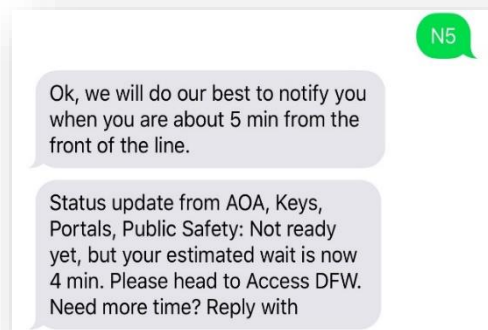 N5
Ok, we will do our best to notify you
when you are about 5 min from the
front of the line.
Status update from AOA, Keys,
Portals, Public Safety: Not ready
yet, but your estimated wait is now
4 min. Please head to Access DFW.
Need more time? Reply with